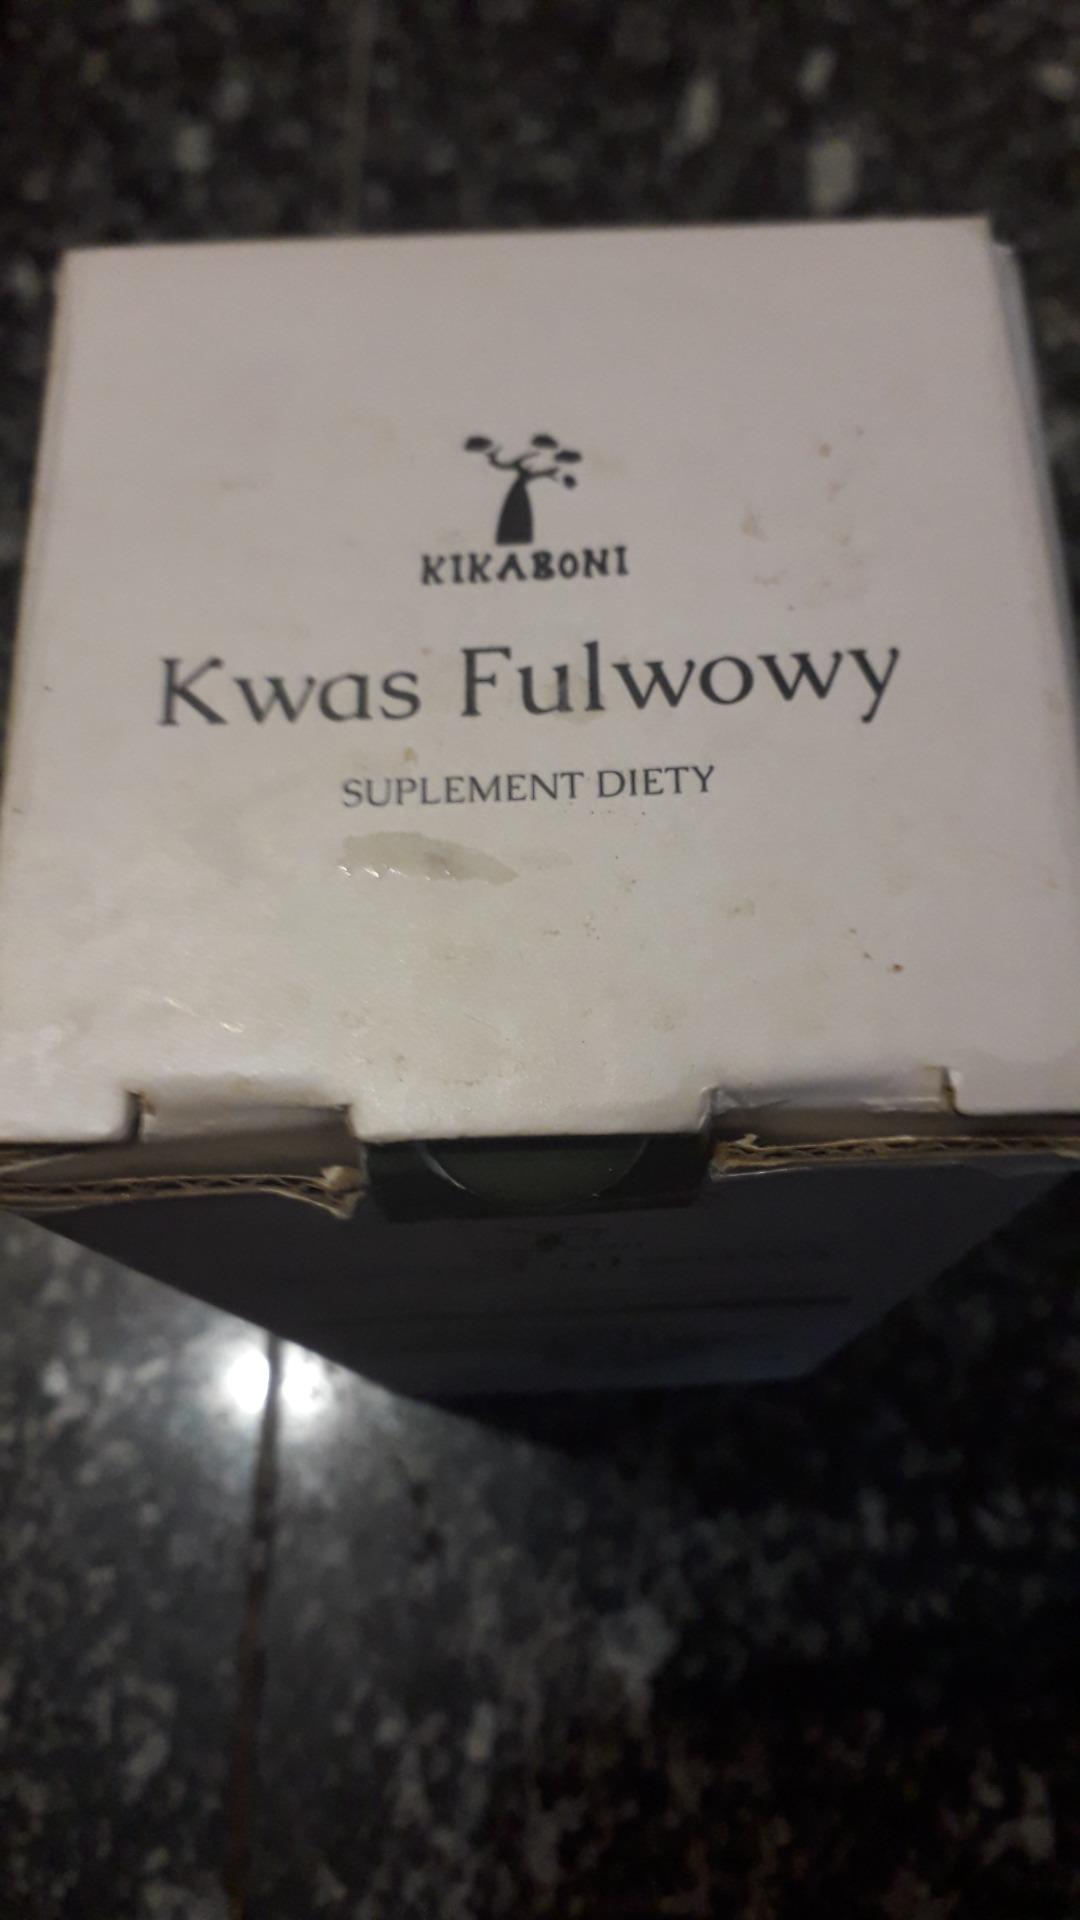 KIKABONI
Kwas Fulwowy
SUPLEMENT DIETY